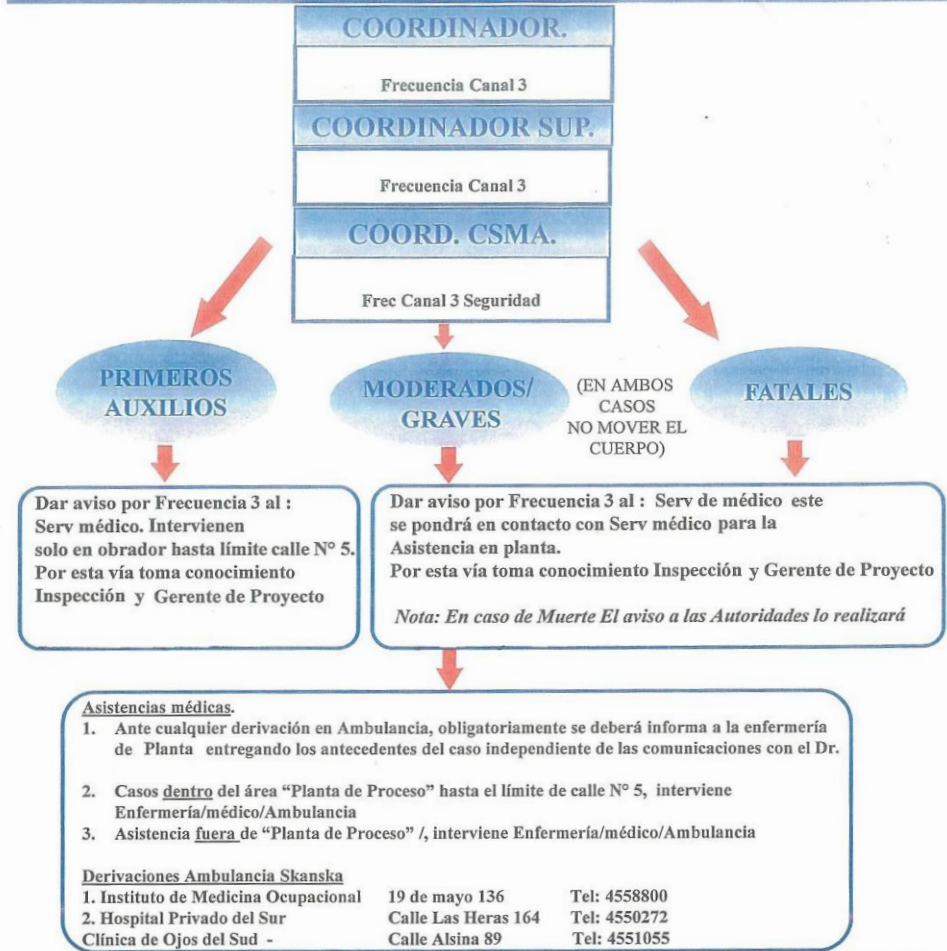 COORDINADOR.
Frecuencia Canal 3
COORDINADOR SUP.
Frecuencia Canal 3
COORD. CSMA.
Frec Canal 3 Seguridad
PRIMEROS
AUXILIOS
MODERADOS/
GRAVES
(EN AMBOS
CASOS
NO MOVER EL
CUERPO)
FATALES
Dar aviso por Frecuencia 3 al :
Serv médico. Intervienen
solo en obrador hasta límite calle N° 5.
Por esta vía toma conocimiento
Inspección y Gerente de Proyecto
Dar aviso por Frecuencia 3 al : Serv de médico este
se pondrá en contacto con Serv médico para la
Asistencia en planta.
Por esta vía toma conocimiento Inspección y Gerente de Proyecto
Nota: En caso de Muerte El aviso a las Autoridades lo realizará
Asistencias médicas.
1. Ante cualquier derivación en Ambulancia, obligatoriamente se deberá informa a la enfermería
de Planta entregando los antecedentes del caso independiente de las comunicaciones con el Dr.
2. Casos dentro del área “Planta de Proceso” hasta el límite de calle N° 5, interviene
Enfermería/médico/Ambulancia
3. Asistencia fuera de “Planta de Proceso” /, interviene Enfermería/médico/Ambulancia
Derivaciones Ambulancia Skanska
1. Instituto de Medicina Ocupacional 19 de mayo 136 Tel: 4558800
2. Hospital Privado del Sur Calle Las Heras 164 Tel: 4550272
Clínica de Ojos del Sud - Calle Alsina 89 Tel: 4551055